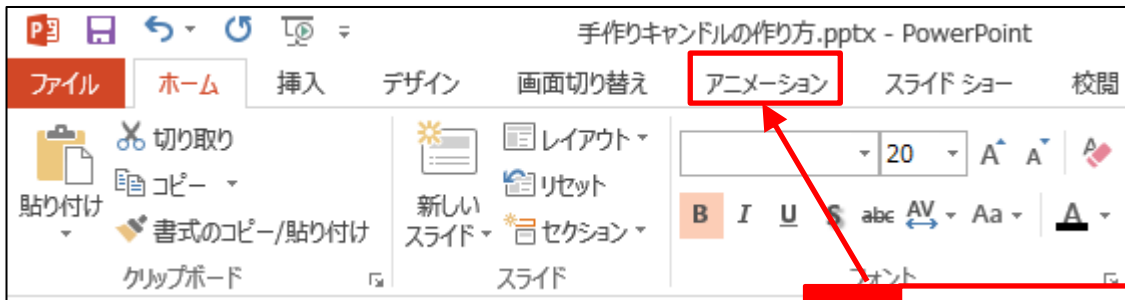 手作りキャンドルの作り方.pptx - PowerPoint
ファイル ホーム 挿入 デザイン 画面切り替え アニメーション スライド ショー 校閲
切り取り
コピー
書式のコピー/貼り付け
貼り付け
クリップボード
新しい
スライド
レイアウト
リセット
セクション
スライド
20 A A A
B I U S abc AV Aa A
フォント